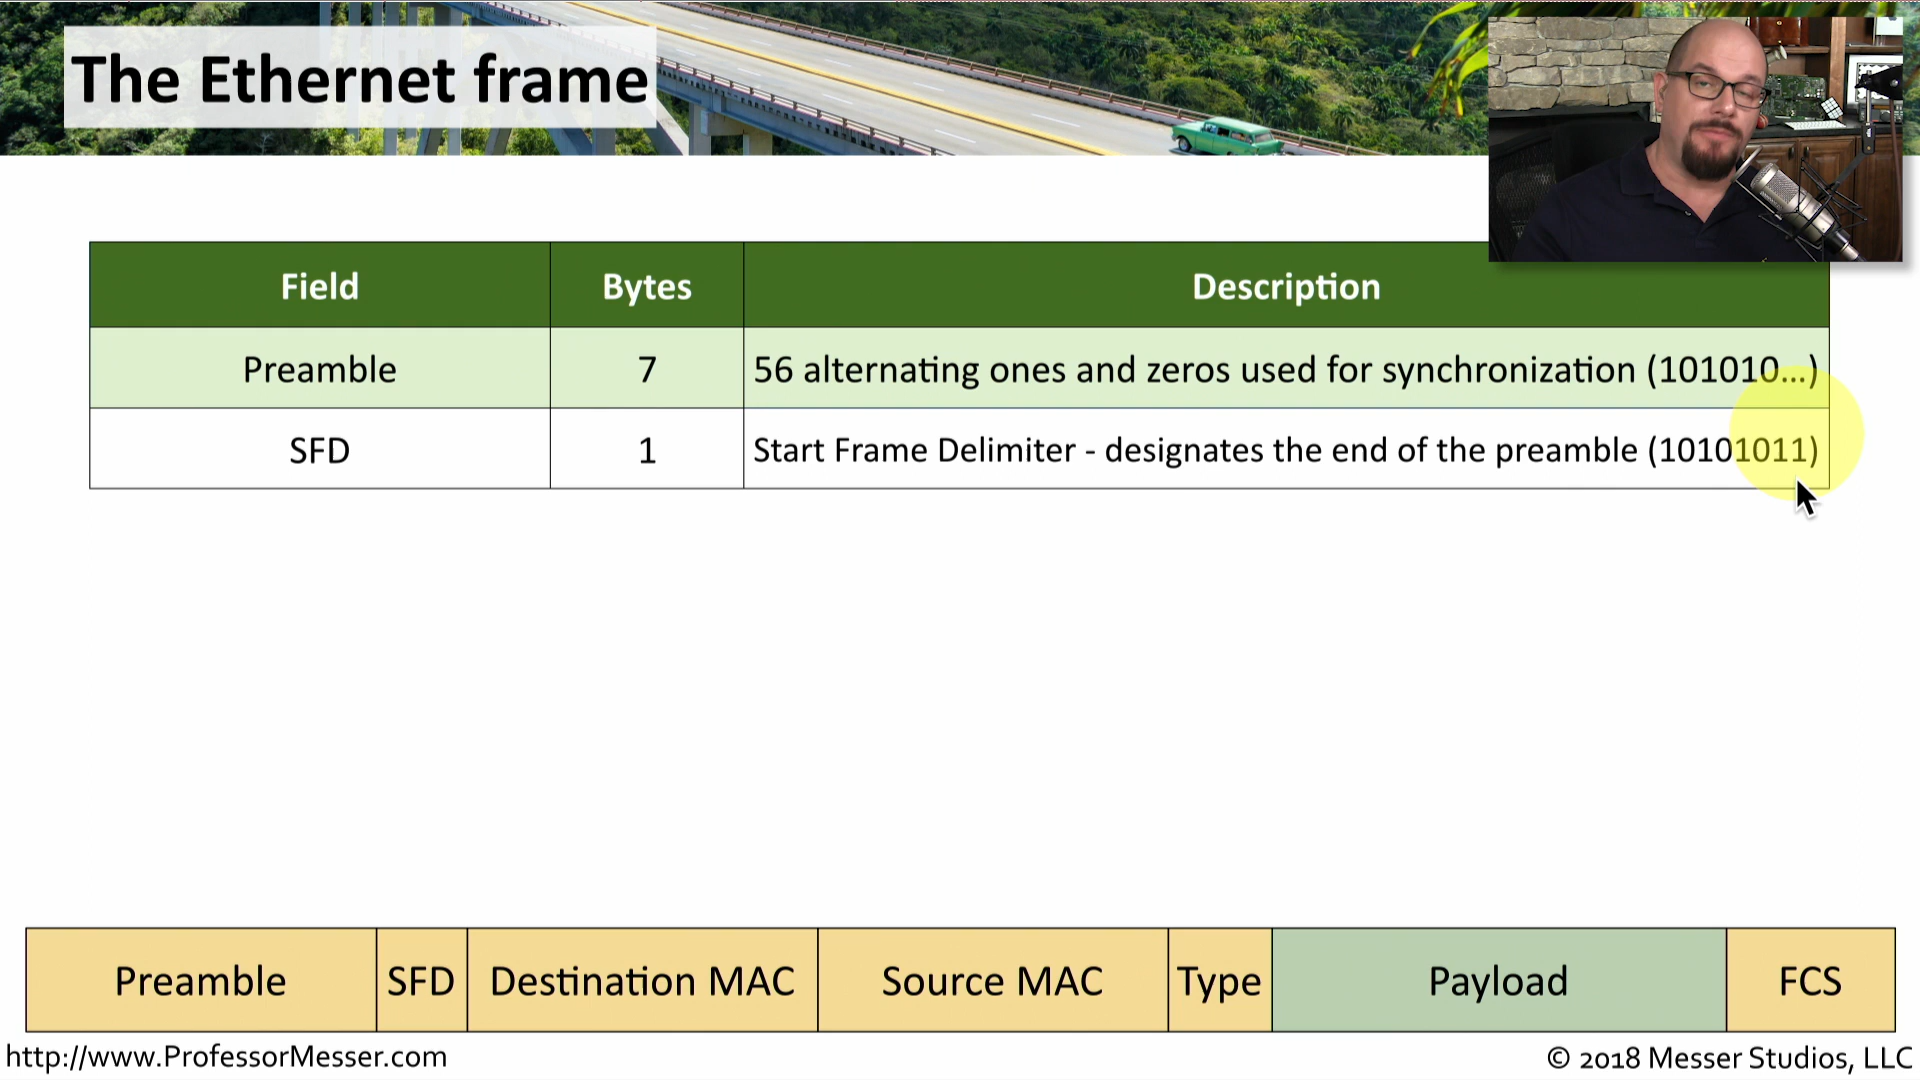 The Ethernet frame
Field Bytes Description
Preamble 7 56 alternating ones and zeros used for synchronization (101010...)
SFD 1 Start Frame Delimiter - designates the end of the preamble (10101011)
Preamble SFD Destination MAC Source MAC Type Payload FCS
http://www.ProfessorMesser.com © 2018 Messer Studios, LLC